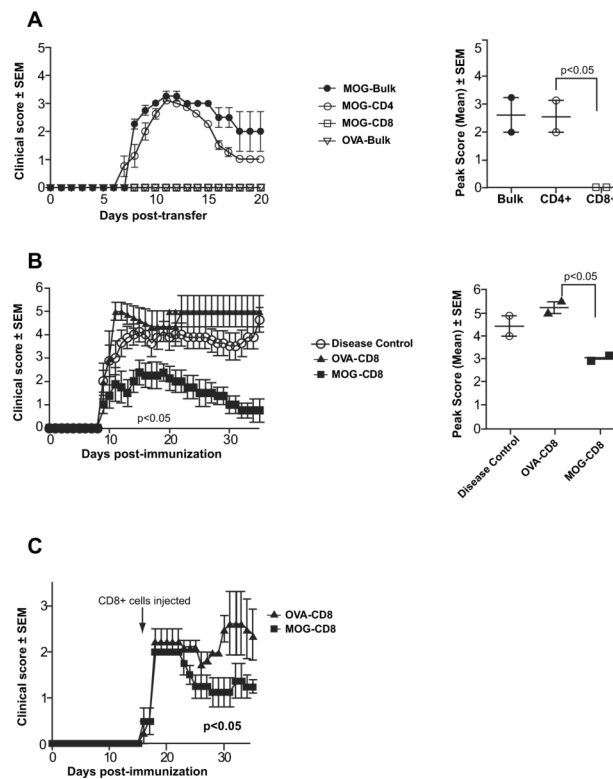 A
Clinical score ± SEM
5
4
3
2
1
0
0 5 10 15 20
Days post-transfer
MOG-Bulk
MOG-CD4
MOG-CD8
OVA-Bulk
Peak Score (Mean) ± SEM
5
4
3
2
1
0
p<0.05
Bulk CD4+ CD8+
B
Clinical score ± SEM
6
5
4
3
2
1
0
p<0.05
0 10 20 30
Days post-immunization
Disease Control
OVA-CD8
MOG-CD8
Peak Score (Mean) ± SEM
6
4
2
0
p<0.05
Disease Control
OVA-CD8
MOG-CD8
C
Clinical score ± SEM
3
2
1
0
CD8+ cells injected
p<0.05
0 10 20 30
Days post-immunization
OVA-CD8
MOG-CD8